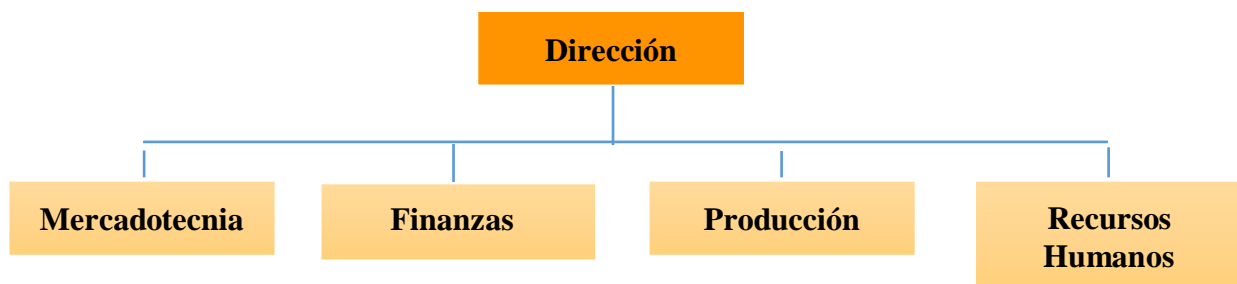 Dirección
Mercadotecnia
Finanzas
Producción
Recursos
Humanos